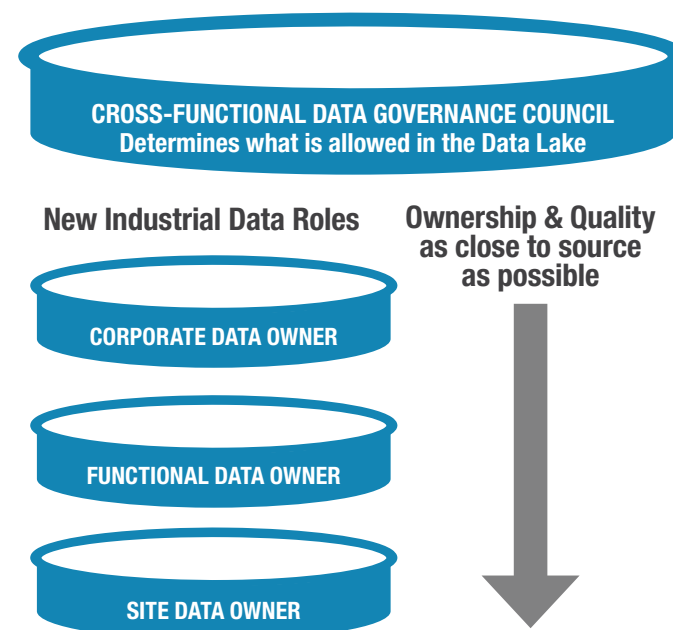 CROSS-FUNCTIONAL DATA GOVERNANCE COUNCIL
Determines what is allowed in the Data Lake
New Industrial Data Roles
Ownership & Quality
as close to source
as possible
CORPORATE DATA OWNER
FUNCTIONAL DATA OWNER
SITE DATA OWNER